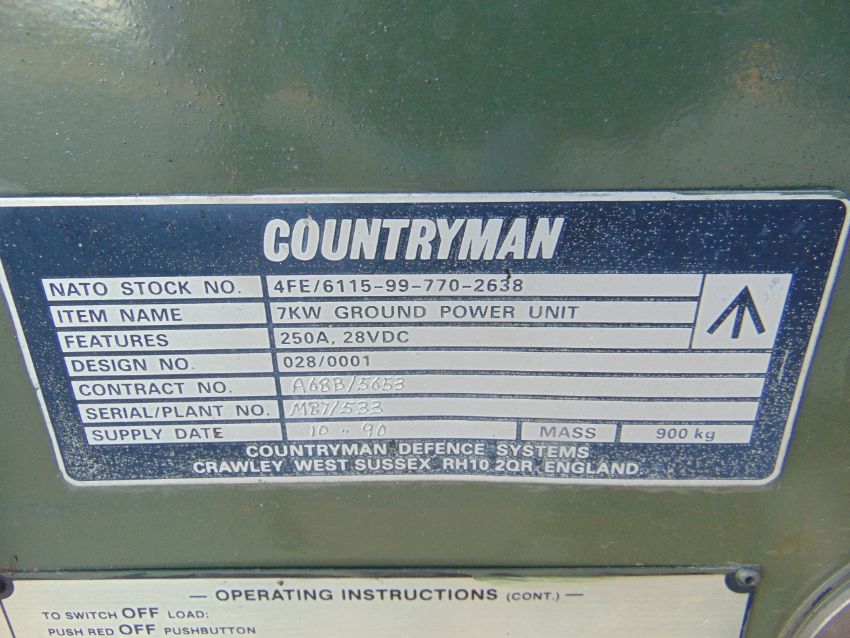 COUNTRYMAN
NATO STOCK NO. 4FE/6115-99-770-2638
ITEM NAME 7KW GROUND POWER UNIT
FEATURES 250A, 28VDC
DESIGN NO. 028/0001
CONTRACT NO. A68B/5653
SERIAL/PLANT NO. M87/533
SUPPLY DATE 10 " 90 MASS 900 kg
COUNTRYMAN DEFENCE SYSTEMS
CRAWLEY WEST SUSSEX RH10 2QR ENGLAND
— OPERATING INSTRUCTIONS (CONT.) —
TO SWITCH OFF LOAD:
PUSH RED OFF PUSHBUTTON